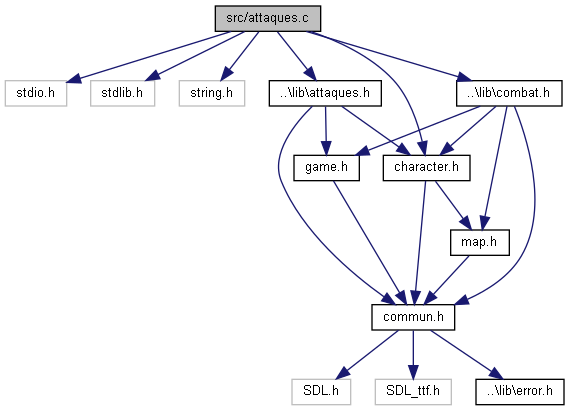 src/attaques.c
stdio.h
stdlib.h
string.h
..\lib\attaques.h
..\lib\combat.h
game.h
character.h
map.h
commun.h
SDL.h
SDL_ttf.h
..\lib\error.h